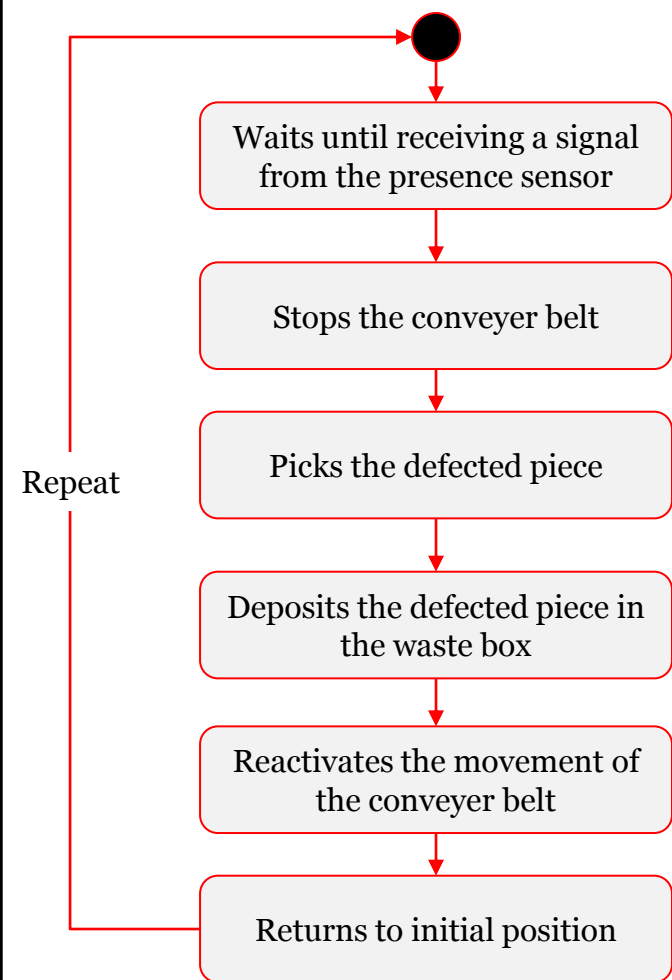 Waits until receiving a signal
from the presence sensor
Stops the conveyer belt
Picks the defected piece
Repeat
Deposits the defected piece in
the waste box
Reactivates the movement of
the conveyer belt
Returns to initial position